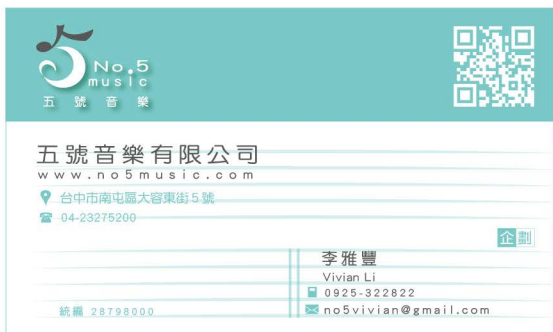 No.5
music
五號音樂
五號音樂有限公司
www.no5music.com
台中市南屯區大容東街5號
04-23275200
企劃
李雅豐
Vivian Li
0925-322822
no5vivian@gmail.com
統編 28798000